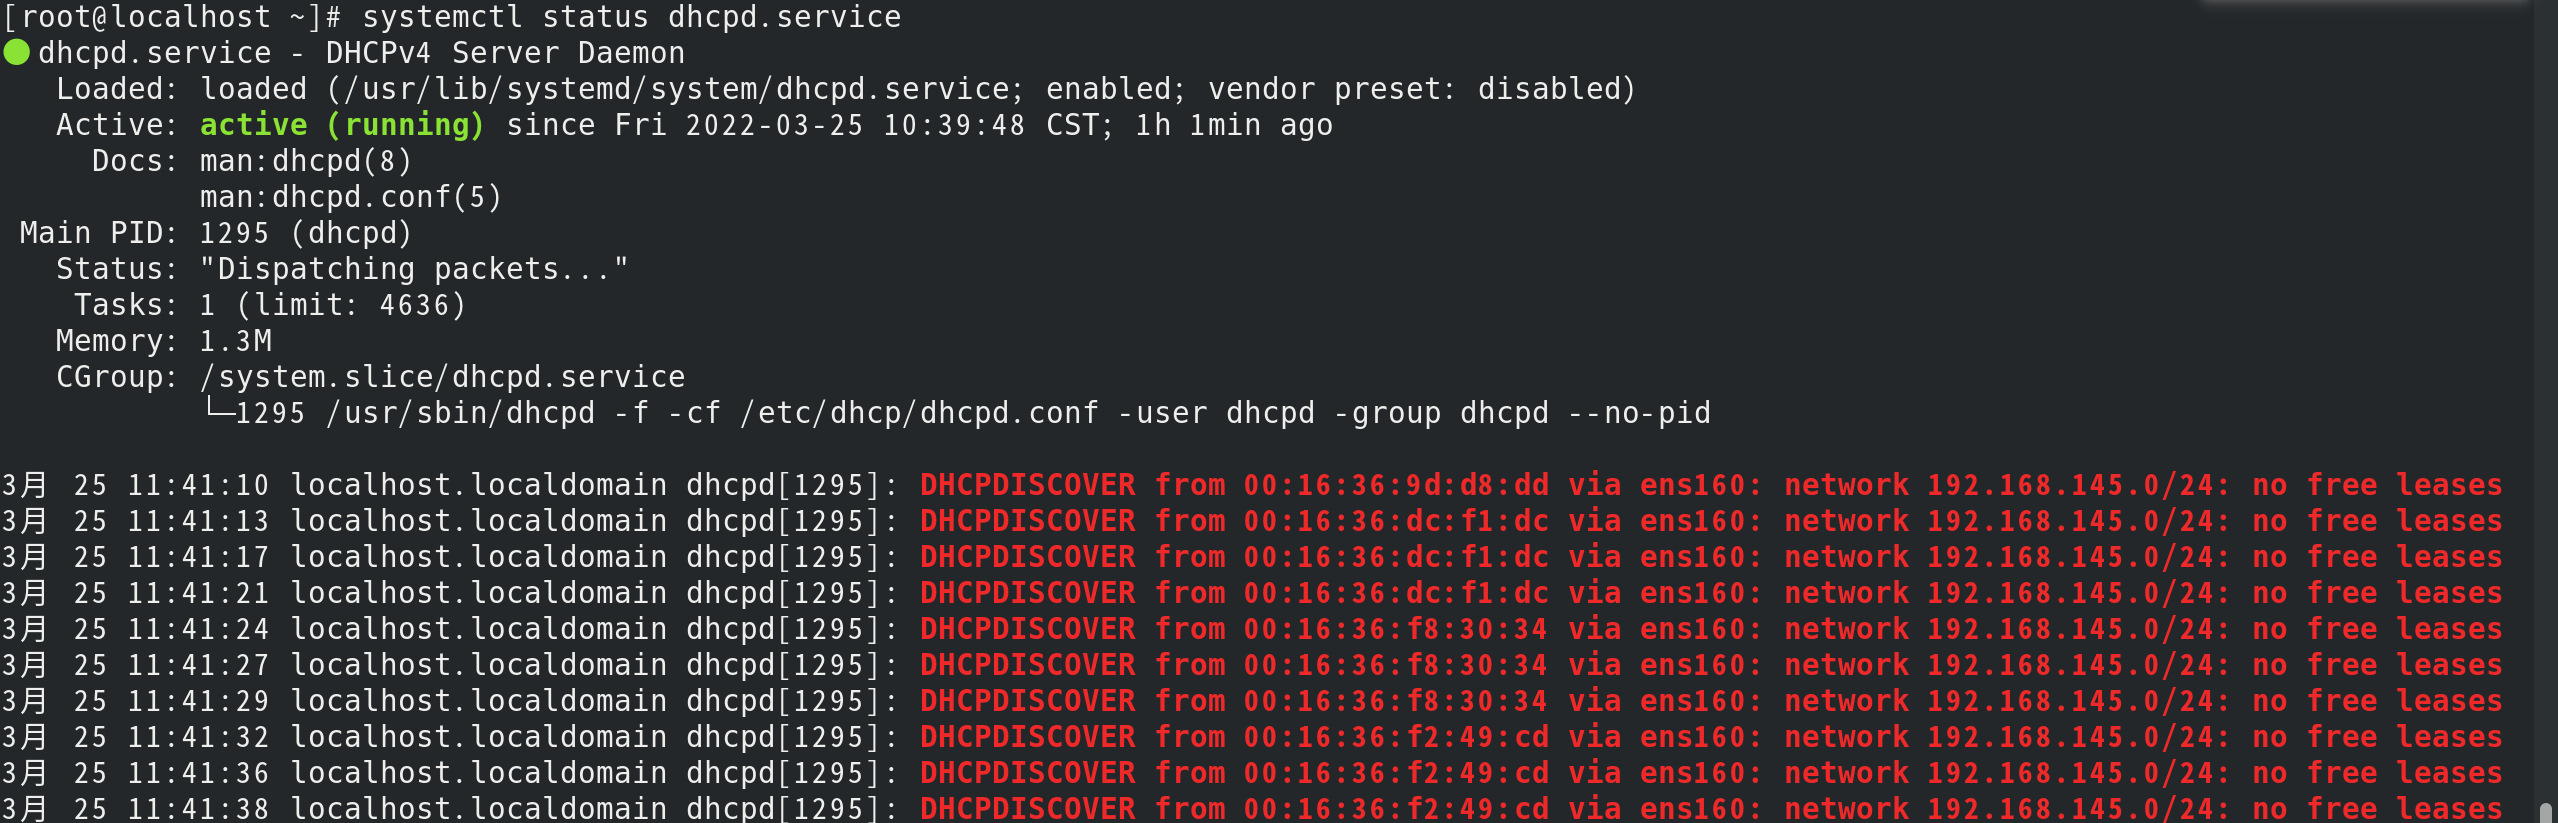 [root@localhost ~]# systemctl status dhcpd.service
● dhcpd.service - DHCPv4 Server Daemon
   Loaded: loaded (/usr/lib/systemd/system/dhcpd.service; enabled; vendor preset: disabled)
   Active: active (running) since Fri 2022-03-25 10:39:48 CST; 1h 1min ago
     Docs: man:dhcpd(8)
           man:dhcpd.conf(5)
 Main PID: 1295 (dhcpd)
   Status: "Dispatching packets..."
    Tasks: 1 (limit: 4636)
   Memory: 1.3M
   CGroup: /system.slice/dhcpd.service
           └─1295 /usr/sbin/dhcpd -f -cf /etc/dhcp/dhcpd.conf -user dhcpd -group dhcpd --no-pid
3月 25 11:41:10 localhost.localdomain dhcpd[1295]: DHCPDISCOVER from 00:16:36:9d:d8:dd via ens160: network 192.168.145.0/24: no free leases
3月 25 11:41:13 localhost.localdomain dhcpd[1295]: DHCPDISCOVER from 00:16:36:dc:f1:dc via ens160: network 192.168.145.0/24: no free leases
3月 25 11:41:17 localhost.localdomain dhcpd[1295]: DHCPDISCOVER from 00:16:36:dc:f1:dc via ens160: network 192.168.145.0/24: no free leases
3月 25 11:41:21 localhost.localdomain dhcpd[1295]: DHCPDISCOVER from 00:16:36:dc:f1:dc via ens160: network 192.168.145.0/24: no free leases
3月 25 11:41:24 localhost.localdomain dhcpd[1295]: DHCPDISCOVER from 00:16:36:f8:30:34 via ens160: network 192.168.145.0/24: no free leases
3月 25 11:41:27 localhost.localdomain dhcpd[1295]: DHCPDISCOVER from 00:16:36:f8:30:34 via ens160: network 192.168.145.0/24: no free leases
3月 25 11:41:29 localhost.localdomain dhcpd[1295]: DHCPDISCOVER from 00:16:36:f8:30:34 via ens160: network 192.168.145.0/24: no free leases
3月 25 11:41:32 localhost.localdomain dhcpd[1295]: DHCPDISCOVER from 00:16:36:f2:49:cd via ens160: network 192.168.145.0/24: no free leases
3月 25 11:41:36 localhost.localdomain dhcpd[1295]: DHCPDISCOVER from 00:16:36:f2:49:cd via ens160: network 192.168.145.0/24: no free leases
3月 25 11:41:38 localhost.localdomain dhcpd[1295]: DHCPDISCOVER from 00:16:36:f2:49:cd via ens160: network 192.168.145.0/24: no free leases